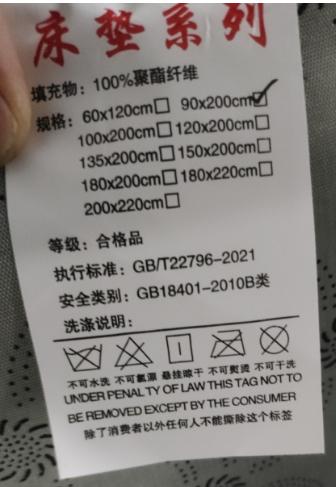 床垫系列
填充物：100%聚酯纤维
规格：60x120cm□ 90x200cm☑
100x200cm□ 120x200cm□
135x200cm□ 150x200cm□
180x200cm□ 180x220cm□
200x220cm□
等级：合格品
执行标准：GB/T22796-2021
安全类别：GB18401-2010B类
洗涤说明：
不可水洗 不可氯漂 悬挂晾干 不可熨烫 不可干洗
UNDER PENAL TY OF LAW THIS TAG NOT TO
BE REMOVED EXCEPT BY THE CONSUMER
除了消费者以外任何人不能撕除这个标签